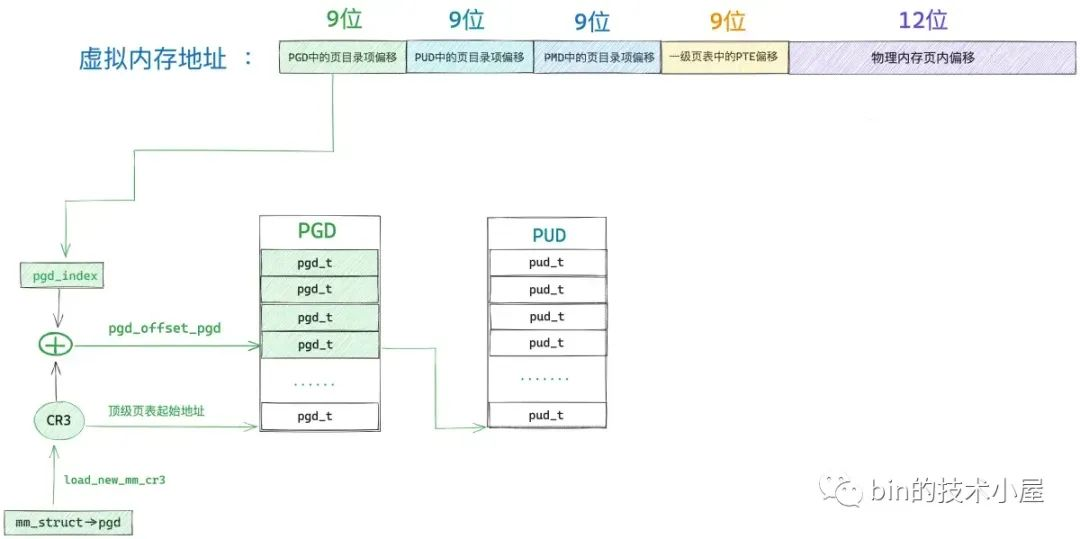 9位 9位 9位 9位 12位
虚拟内存地址 : PGD中的页目录项偏移 PUD中的页目录项偏移 PMD中的页目录项偏移 一级页表中的PTE偏移 物理内存页内偏移
PGD PUD
pgd_t pud_t
pgd_index
pgd_t pud_t
pgd_t pud_t
pgd_offset_pgd
pgd_t pud_t
...... .......
CR3 顶级页表起始地址
pgd_t pud_t
load_new_mm_cr3
bin的技术小屋
mm_struct->pgd